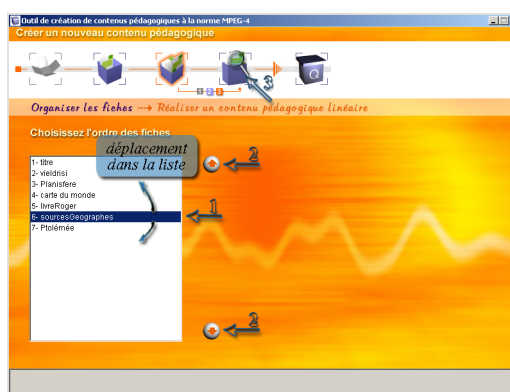 Outil de création de contenus pédagogiques à la norme MPEG-4
Créer un nouveau contenu pédagogique
Q
1 2 3
3
Organiser les fiches → Réaliser un contenu pédagogique linéaire
Choisissez l'ordre des fiches
déplacement
dans la liste
2
1- titre
2- vieldrisi
3- Planisfere
4- carte du monde
5- livreRoger
6- sourcesGeographes
7- Ptolémée
1
2